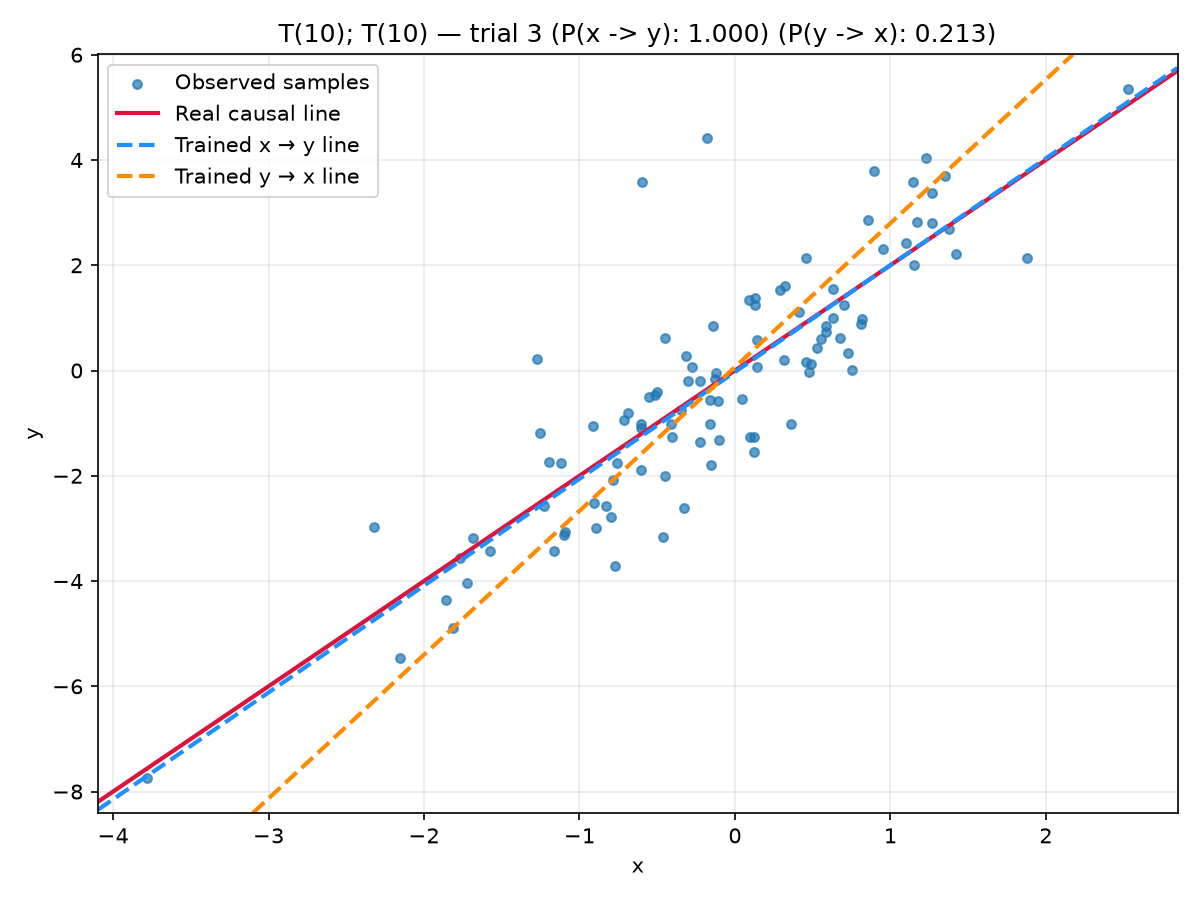 T(10); T(10) — trial 3 (P(x -> y): 1.000) (P(y -> x): 0.213)
Observed samples
Real causal line
Trained x → y line
Trained y → x line
6
4
2
0
−2
−4
−6
−8
y
−4
−3
−2
−1
0
1
2
x